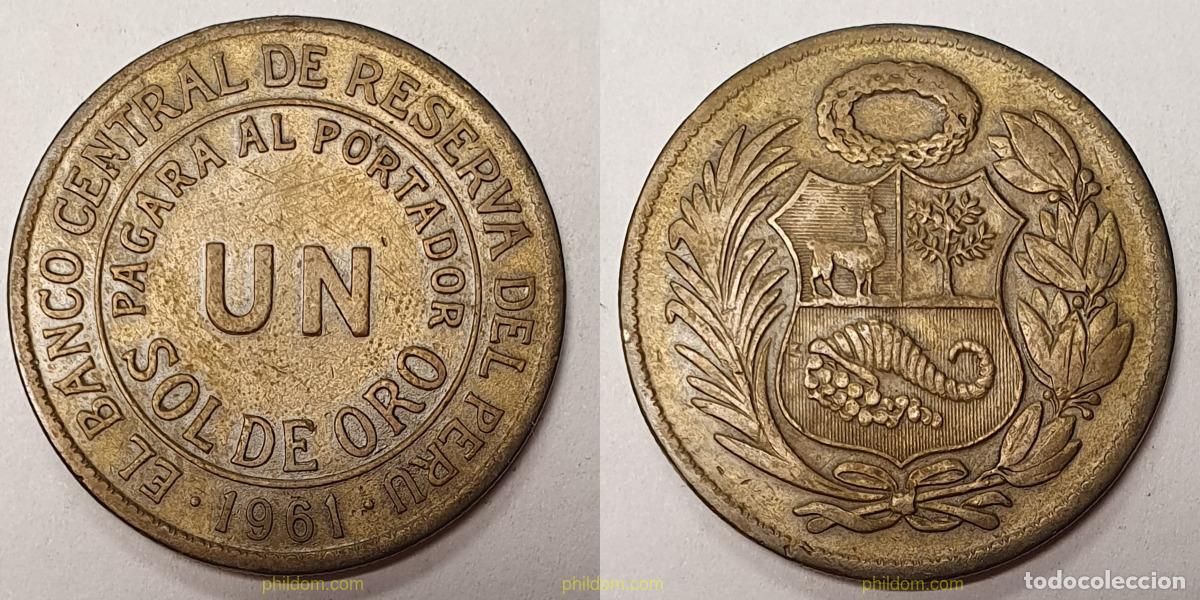 EL BANCO CENTRAL DE RESERVA DEL PERU
PAGARA AL PORTADOR
UN
SOL DE ORO
· 1961 ·
phildom.com
phildom.com
phildom.com
todocoleccion